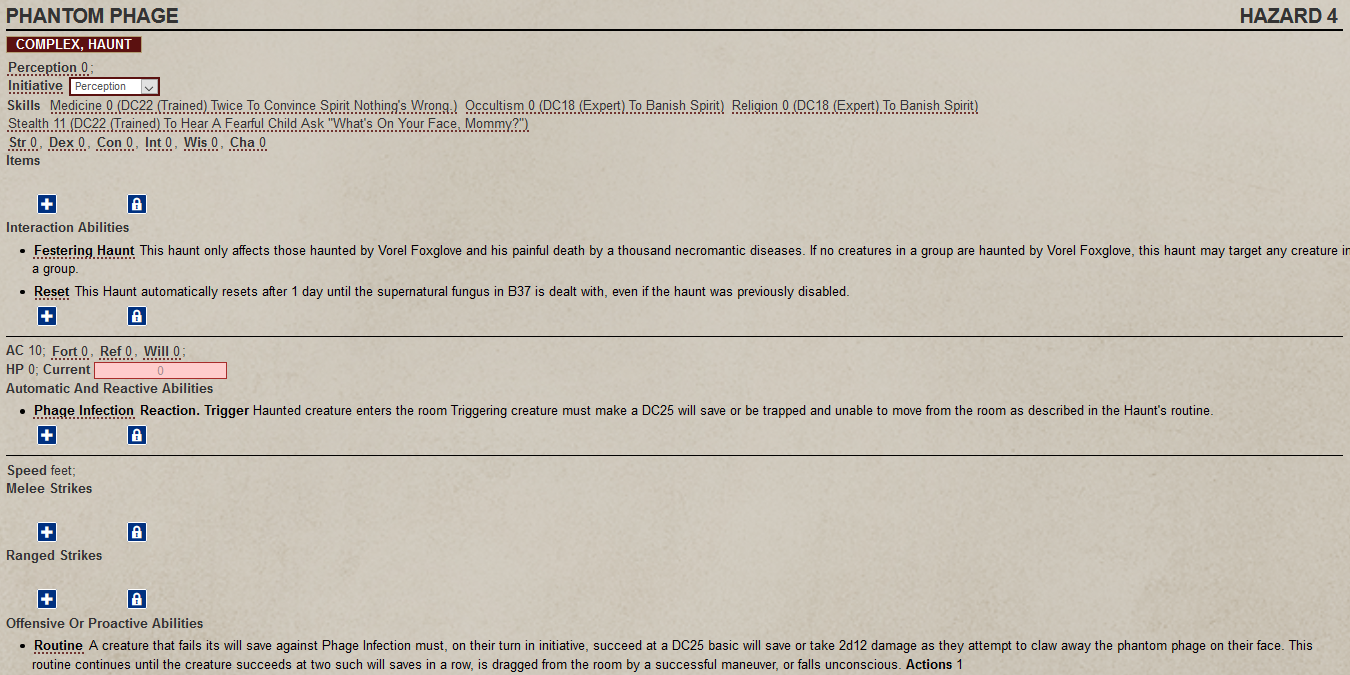 PHANTOM PHAGE HAZARD 4
COMPLEX, HAUNT
Perception 0;
Initiative Perception
Skills Medicine 0 (DC22 (Trained) Twice To Convince Spirit Nothing's Wrong.) Occultism 0 (DC18 (Expert) To Banish Spirit) Religion 0 (DC18 (Expert) To Banish Spirit)
Stealth 11 (DC22 (Trained) To Hear A Fearful Child Ask "What's On Your Face, Mommy?")
Str 0, Dex 0, Con 0, Int 0, Wis 0, Cha 0
Items
Interaction Abilities
• Festering Haunt This haunt only affects those haunted by Vorel Foxglove and his painful death by a thousand necromantic diseases. If no creatures in a group are haunted by Vorel Foxglove, this haunt may target any creature in
a group.
• Reset This Haunt automatically resets after 1 day until the supernatural fungus in B37 is dealt with, even if the haunt was previously disabled.
AC 10; Fort 0, Ref 0, Will 0;
HP 0; Current 0
Automatic And Reactive Abilities
• Phage Infection Reaction. Trigger Haunted creature enters the room Triggering creature must make a DC25 will save or be trapped and unable to move from the room as described in the Haunt's routine.
Speed feet;
Melee Strikes
Ranged Strikes
Offensive Or Proactive Abilities
• Routine A creature that fails its will save against Phage Infection must, on their turn in initiative, succeed at a DC25 basic will save or take 2d12 damage as they attempt to claw away the phantom phage on their face. This
routine continues until the creature succeeds at two such will saves in a row, is dragged from the room by a successful maneuver, or falls unconscious. Actions 1